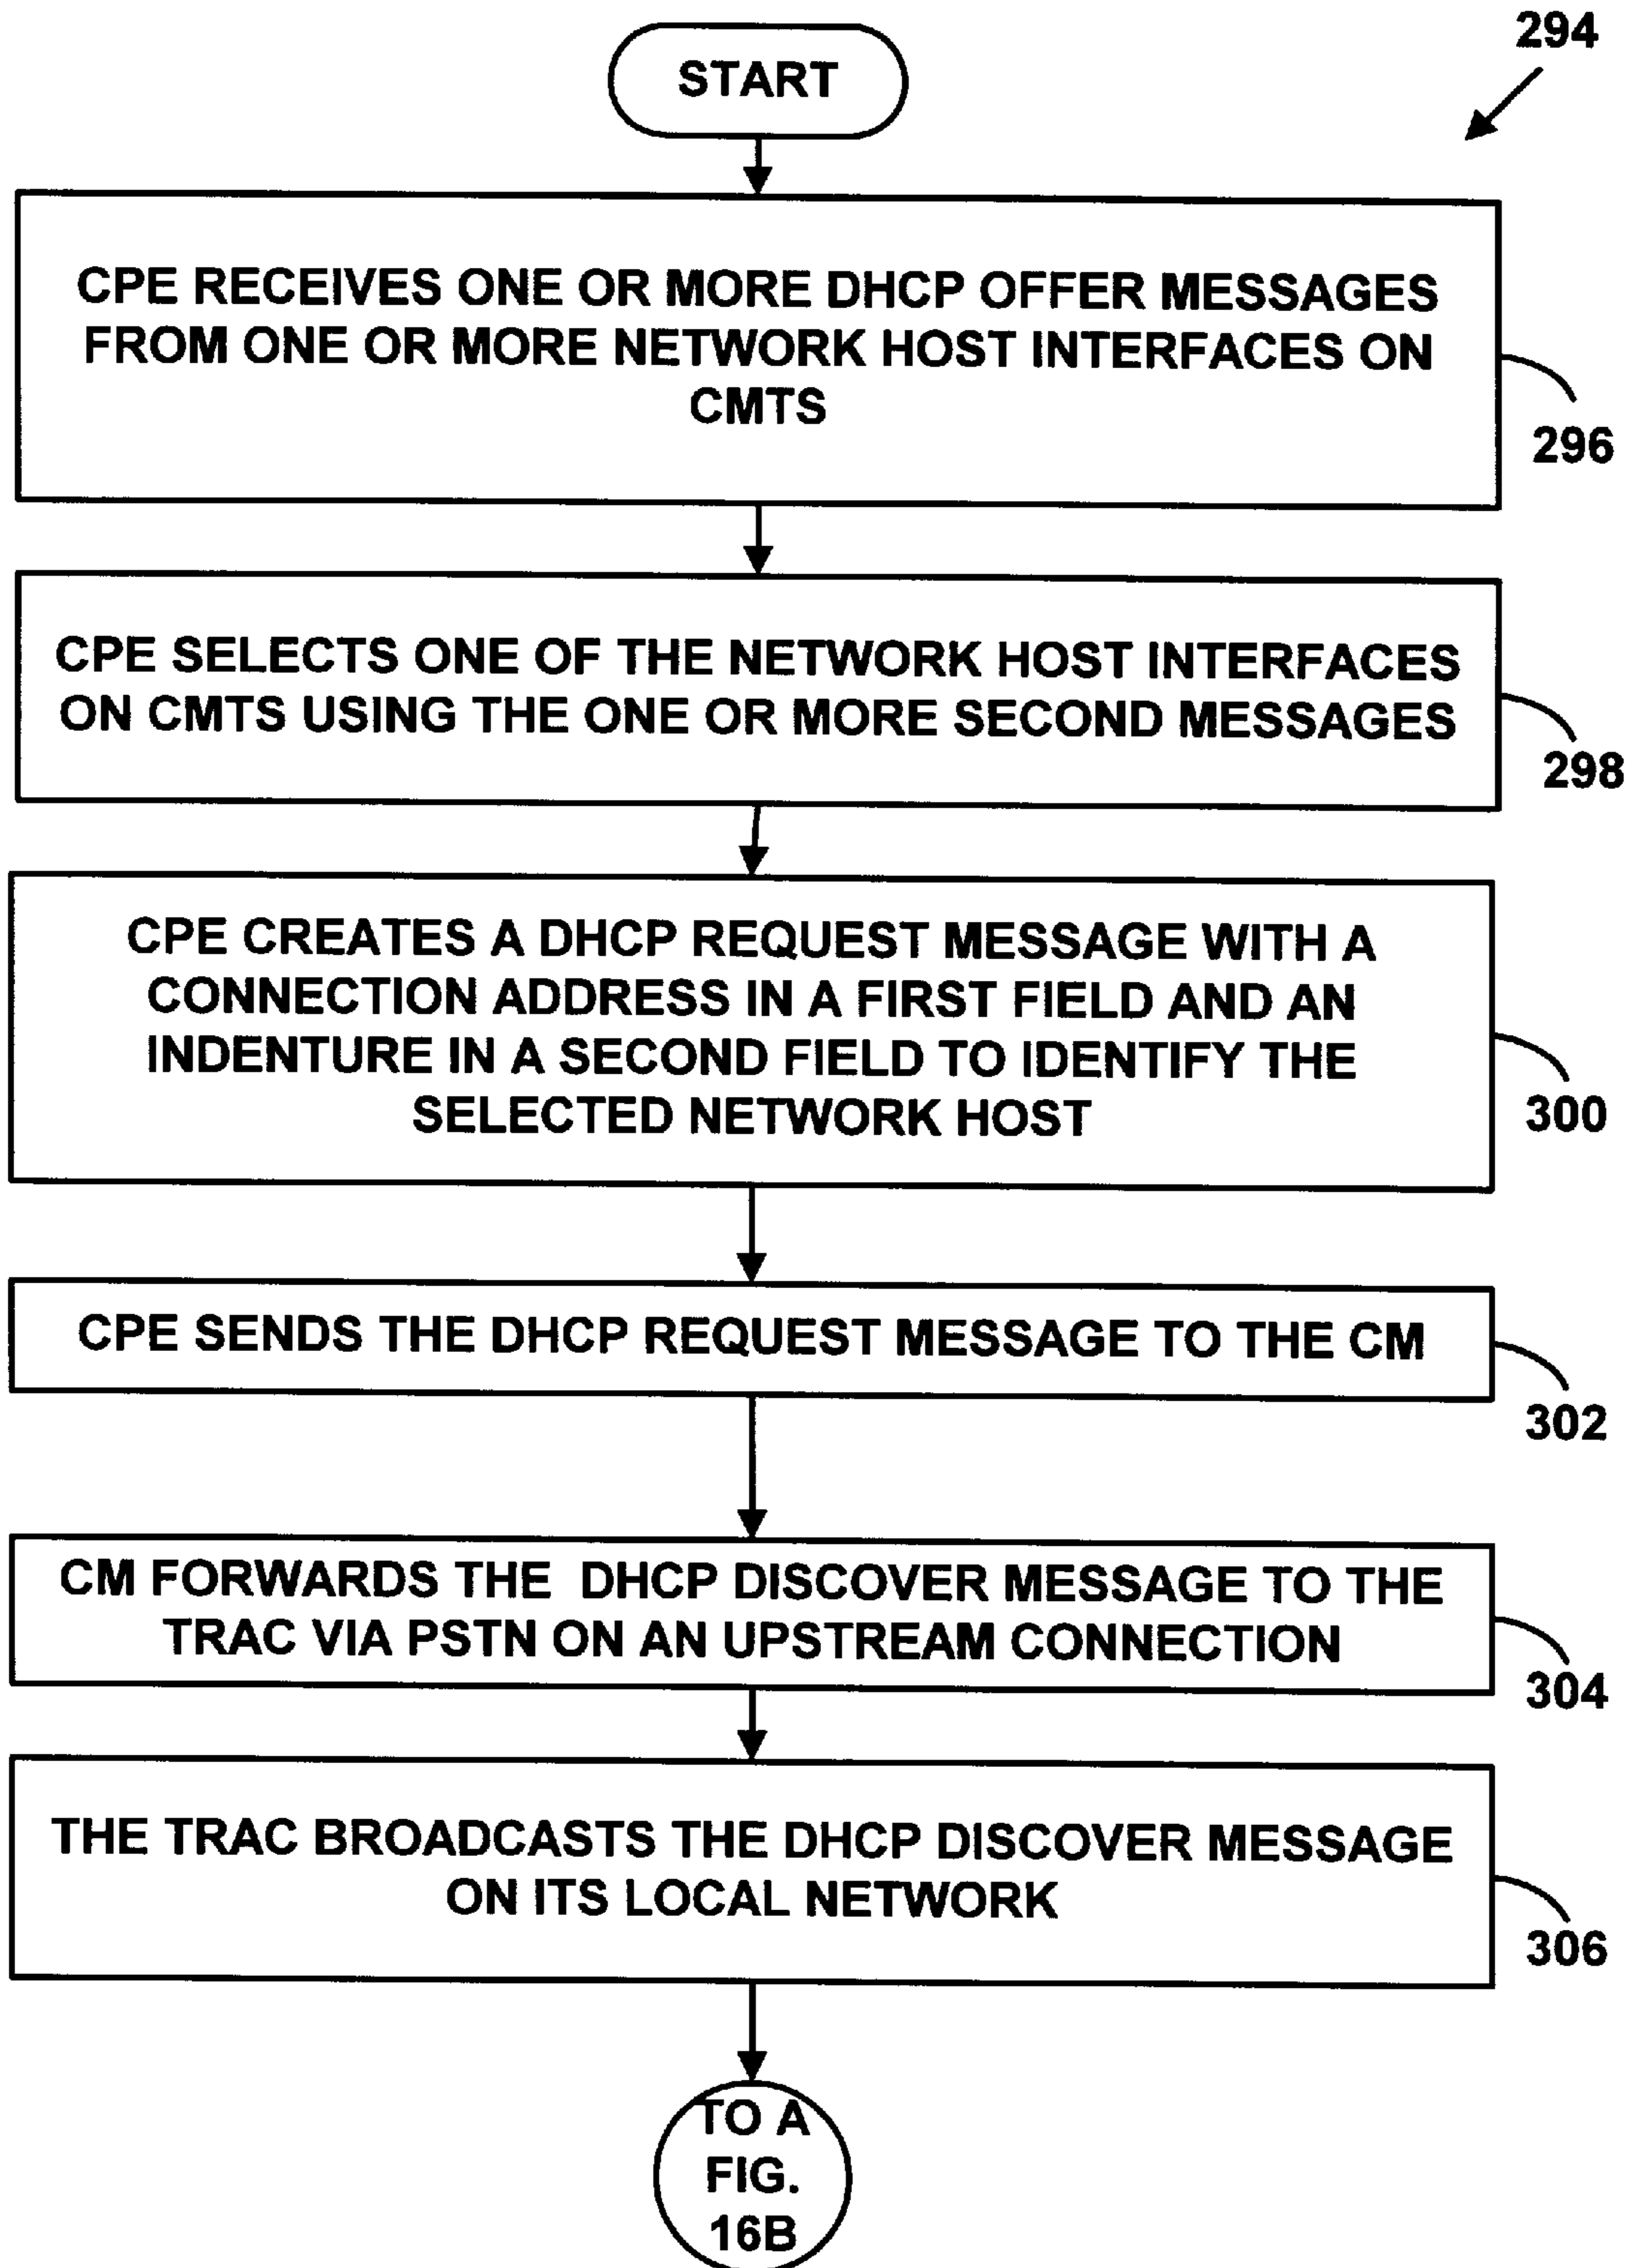 294
START
CPE RECEIVES ONE OR MORE DHCP OFFER MESSAGES
FROM ONE OR MORE NETWORK HOST INTERFACES ON
CMTS
296
CPE SELECTS ONE OF THE NETWORK HOST INTERFACES
ON CMTS USING THE ONE OR MORE SECOND MESSAGES
298
CPE CREATES A DHCP REQUEST MESSAGE WITH A
CONNECTION ADDRESS IN A FIRST FIELD AND AN
INDENTURE IN A SECOND FIELD TO IDENTIFY THE
SELECTED NETWORK HOST
300
CPE SENDS THE DHCP REQUEST MESSAGE TO THE CM
302
CM FORWARDS THE DHCP DISCOVER MESSAGE TO THE
TRAC VIA PSTN ON AN UPSTREAM CONNECTION
304
THE TRAC BROADCASTS THE DHCP DISCOVER MESSAGE
ON ITS LOCAL NETWORK
306
TO A
FIG.
16B